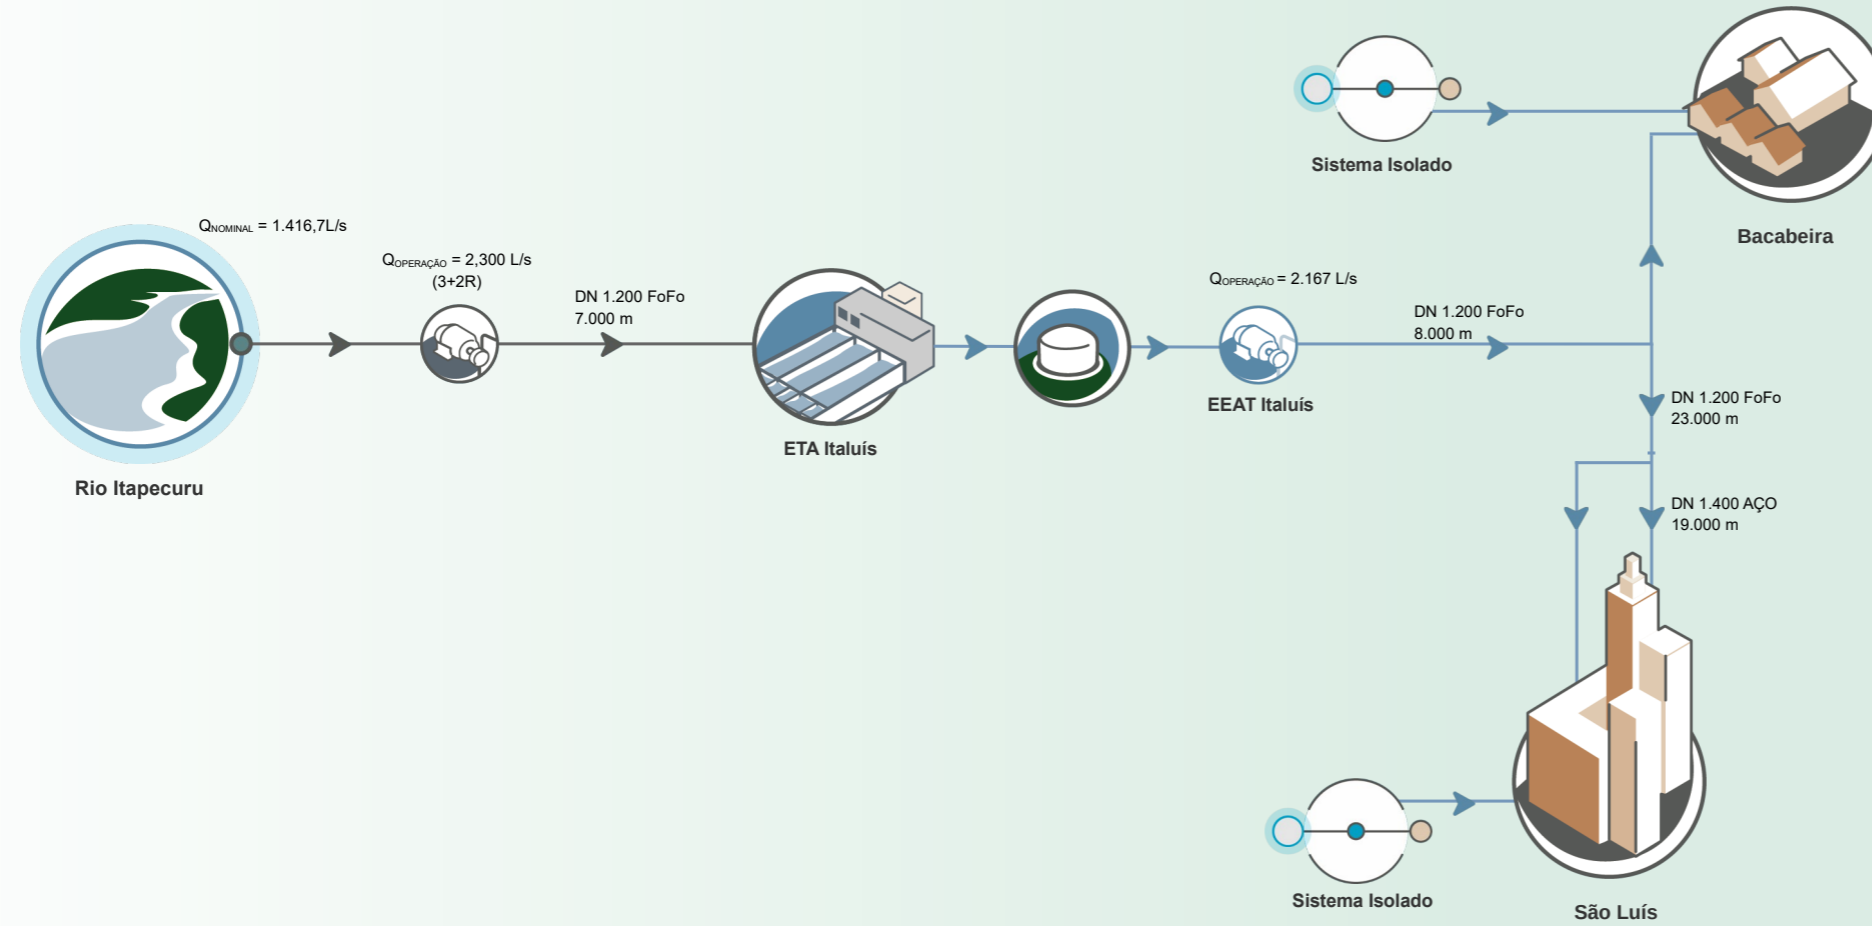 Sistema Isolado
Bacabeira
QNOMINAL = 1.416,7L/s
QOPERAÇÃO = 2,300 L/s
(3+2R)
DN 1.200 FoFo
7.000 m
QOPERAÇÃO = 2.167 L/s
DN 1.200 FoFo
8.000 m
EEAT Italuís
ETA Italuís
Rio Itapecuru
DN 1.200 FoFo
23.000 m
DN 1.400 AÇO
19.000 m
Sistema Isolado
São Luís